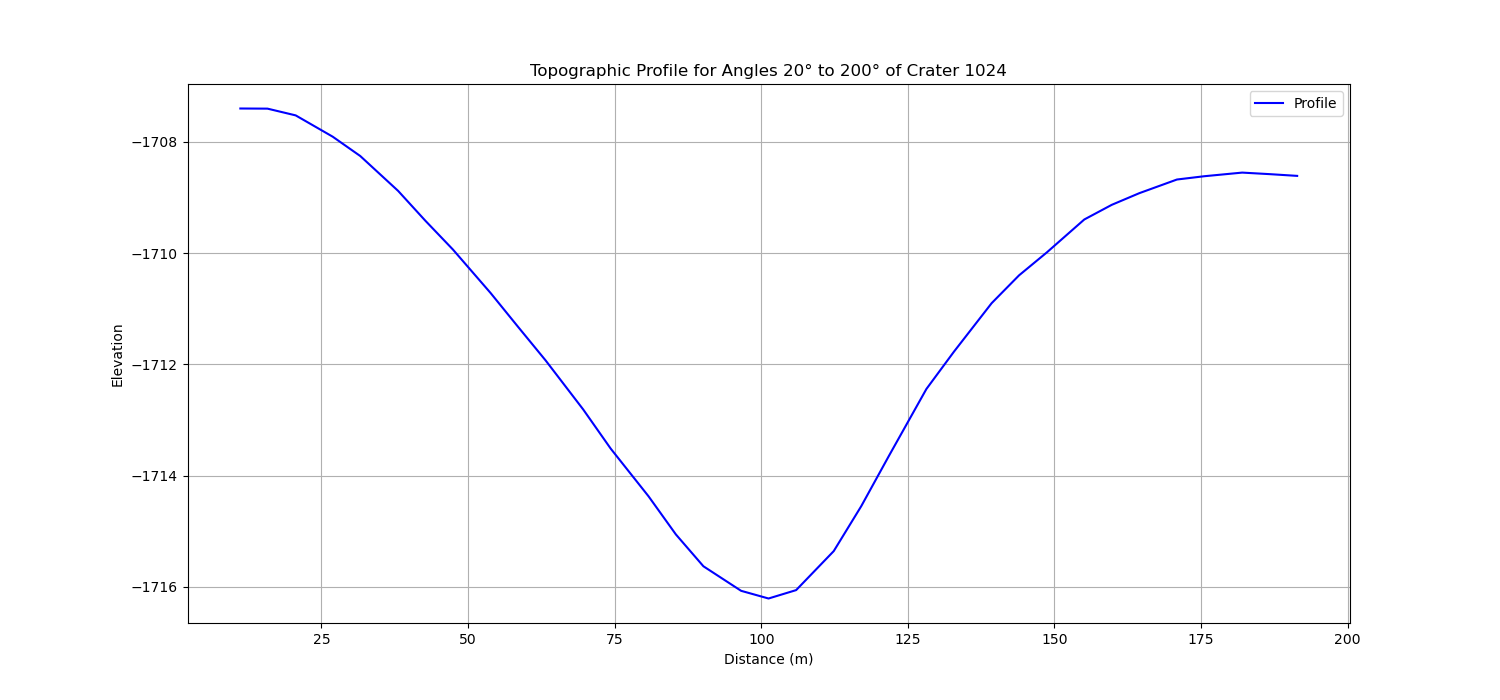 Topographic Profile for Angles 20° to 200° of Crater 1024
Profile
−1708
−1710
−1712
−1714
−1716
Elevation
25 50 75 100 125 150 175 200
Distance (m)